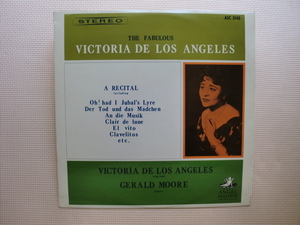 STEREO
THE FABULOUS
VICTORIA DE LOS ANGELES
A RECITAL
Oh' had I Jubal's Lyre
Der Tod und das Mädchen
An die Musik
Clair de lune
El vito
Clavelitos
etc.
VICTORIA DE LOS ANGELES
GERALD MOORE
ANGEL